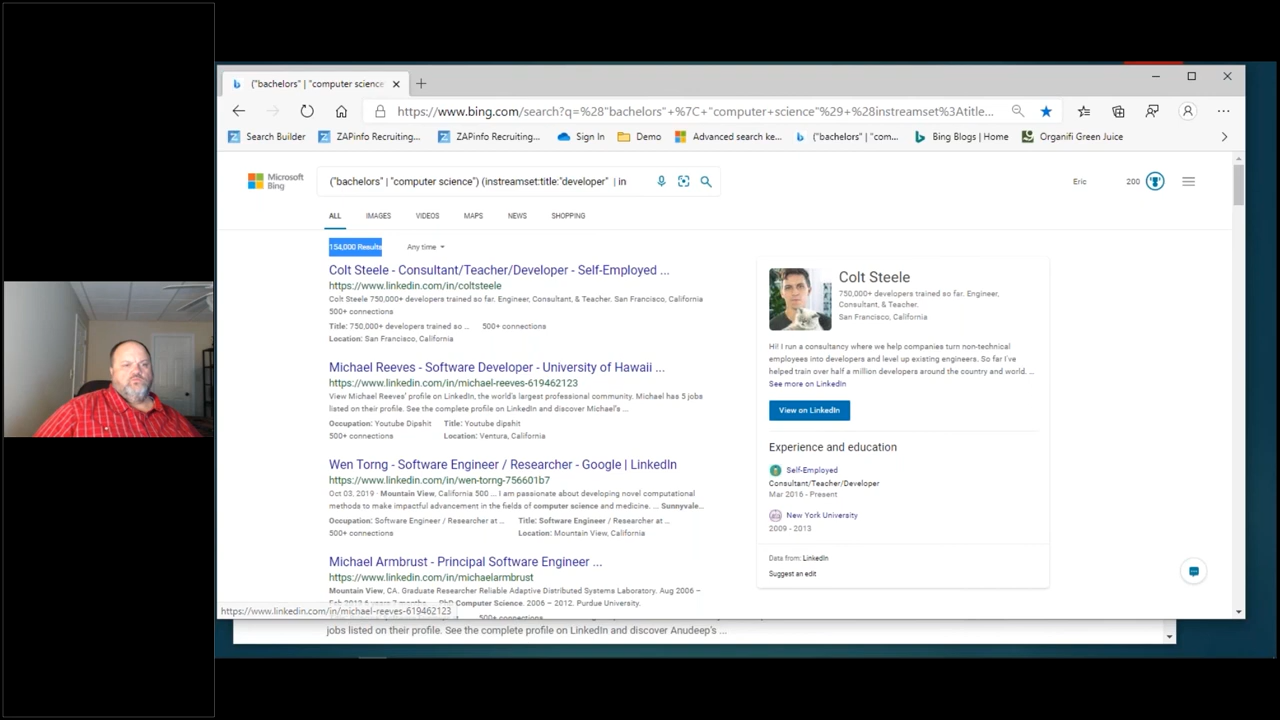 ("bachelors" | "computer science
https://www.bing.com/search?q=%28"bachelors"+%7C+"computer+science"%29+%28instreamset%3Atitle...
Search Builder ZAPinfo Recruiting... ZAPinfo Recruiting... Sign In Demo Advanced search ke... ("bachelors" | "com... Bing Blogs | Home Organifi Green Juice
Microsoft Bing
("bachelors" | "computer science") (instreamset:title:"developer" | in
Eric 200
ALL IMAGES VIDEOS MAPS NEWS SHOPPING
154,000 Results Any time
Colt Steele - Consultant/Teacher/Developer - Self-Employed ...
https://www.linkedin.com/in/coltsteele
Colt Steele 750,000+ developers trained so far. Engineer, Consultant, & Teacher. San Francisco, California
500+ connections
Title: 750,000+ developers trained so ... 500+ connections
Location: San Francisco, California
Michael Reeves - Software Developer - University of Hawaii ...
https://www.linkedin.com/in/michael-reeves-619462123
View Michael Reeves' profile on LinkedIn, the world's largest professional community. Michael has 5 jobs
listed on their profile. See the complete profile on LinkedIn and discover Michael's ...
Occupation: Youtube Dipshit Title: Youtube dipshit
500+ connections Location: Ventura, California
Wen Torng - Software Engineer / Researcher - Google | LinkedIn
https://www.linkedin.com/in/wen-torng-756601b7
Oct 03, 2019 · Mountain View, California 500 ... I am passionate about developing novel computational
methods to make impactful advancement in the fields of computer science and medicine. ... Sunnyvale...
Occupation: Software Engineer / Researcher at ... Title: Software Engineer / Researcher at ...
500+ connections Location: Mountain View, California
Michael Armbrust - Principal Software Engineer ...
https://www.linkedin.com/in/michaelarmbrust
Mountain View, CA. Graduate Researcher Reliable Adaptive Distributed Systems Laboratory. Aug 2006 –
PhD Computer Science. 2006 – 2012. Purdue University.
https://www.linkedin.com/in/michael-reeves-619462123
500+ connections
jobs listed on their profile. See the complete profile on LinkedIn and discover Anudeep's ...
Colt Steele
750,000+ developers trained so far. Engineer,
Consultant, & Teacher.
San Francisco, California
Hi! I run a consultancy where we help companies turn non-technical
employees into developers and level up existing engineers. So far I've
helped train over half a million developers around the country and world. ...
See more on LinkedIn
View on LinkedIn
Experience and education
Self-Employed
Consultant/Teacher/Developer
Mar 2016 - Present
New York University
2009 - 2013
Data from: LinkedIn
Suggest an edit